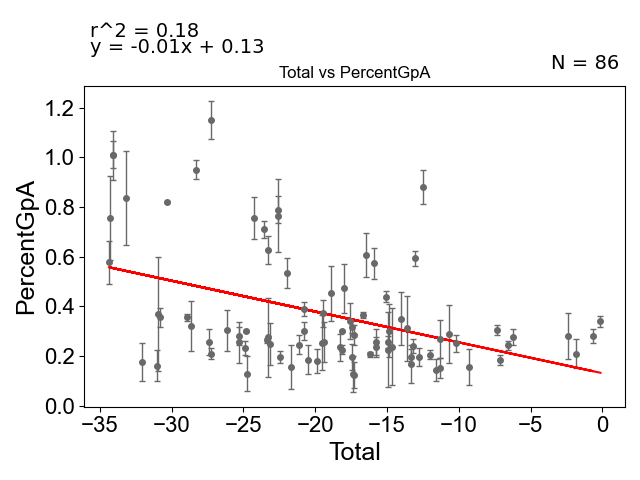 r^2 = 0.18
y = -0.01x + 0.13
N = 86
Total vs PercentGpA
PercentGpA
1.2
1.0
0.8
0.6
0.4
0.2
0.0
−35 −30 −25 −20 −15 −10 −5 0
Total